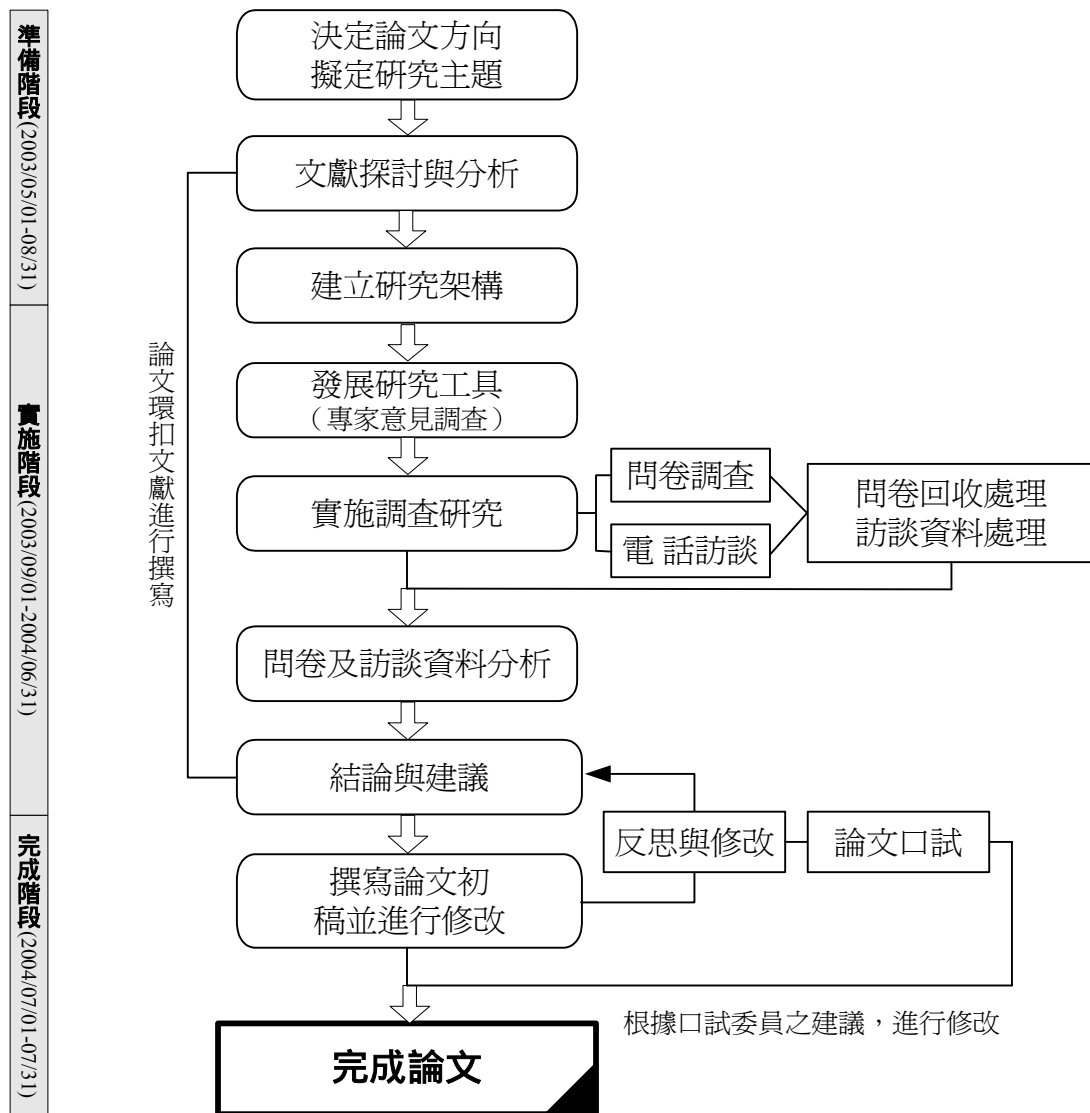 準備階段(2003/05/01-08/31)
實施階段(2003/09/01-2004/06/31)
完成階段(2004/07/01-07/31)
決定論文方向
擬定研究主題
文獻探討與分析
建立研究架構
論文環扣文獻進行撰寫
發展研究工具
（專家意見調查）
實施調查研究
問卷調查
電 話訪談
問卷回收處理
訪談資料處理
問卷及訪談資料分析
結論與建議
反思與修改
論文口試
撰寫論文初
稿並進行修改
根據口試委員之建議，進行修改
完成論文